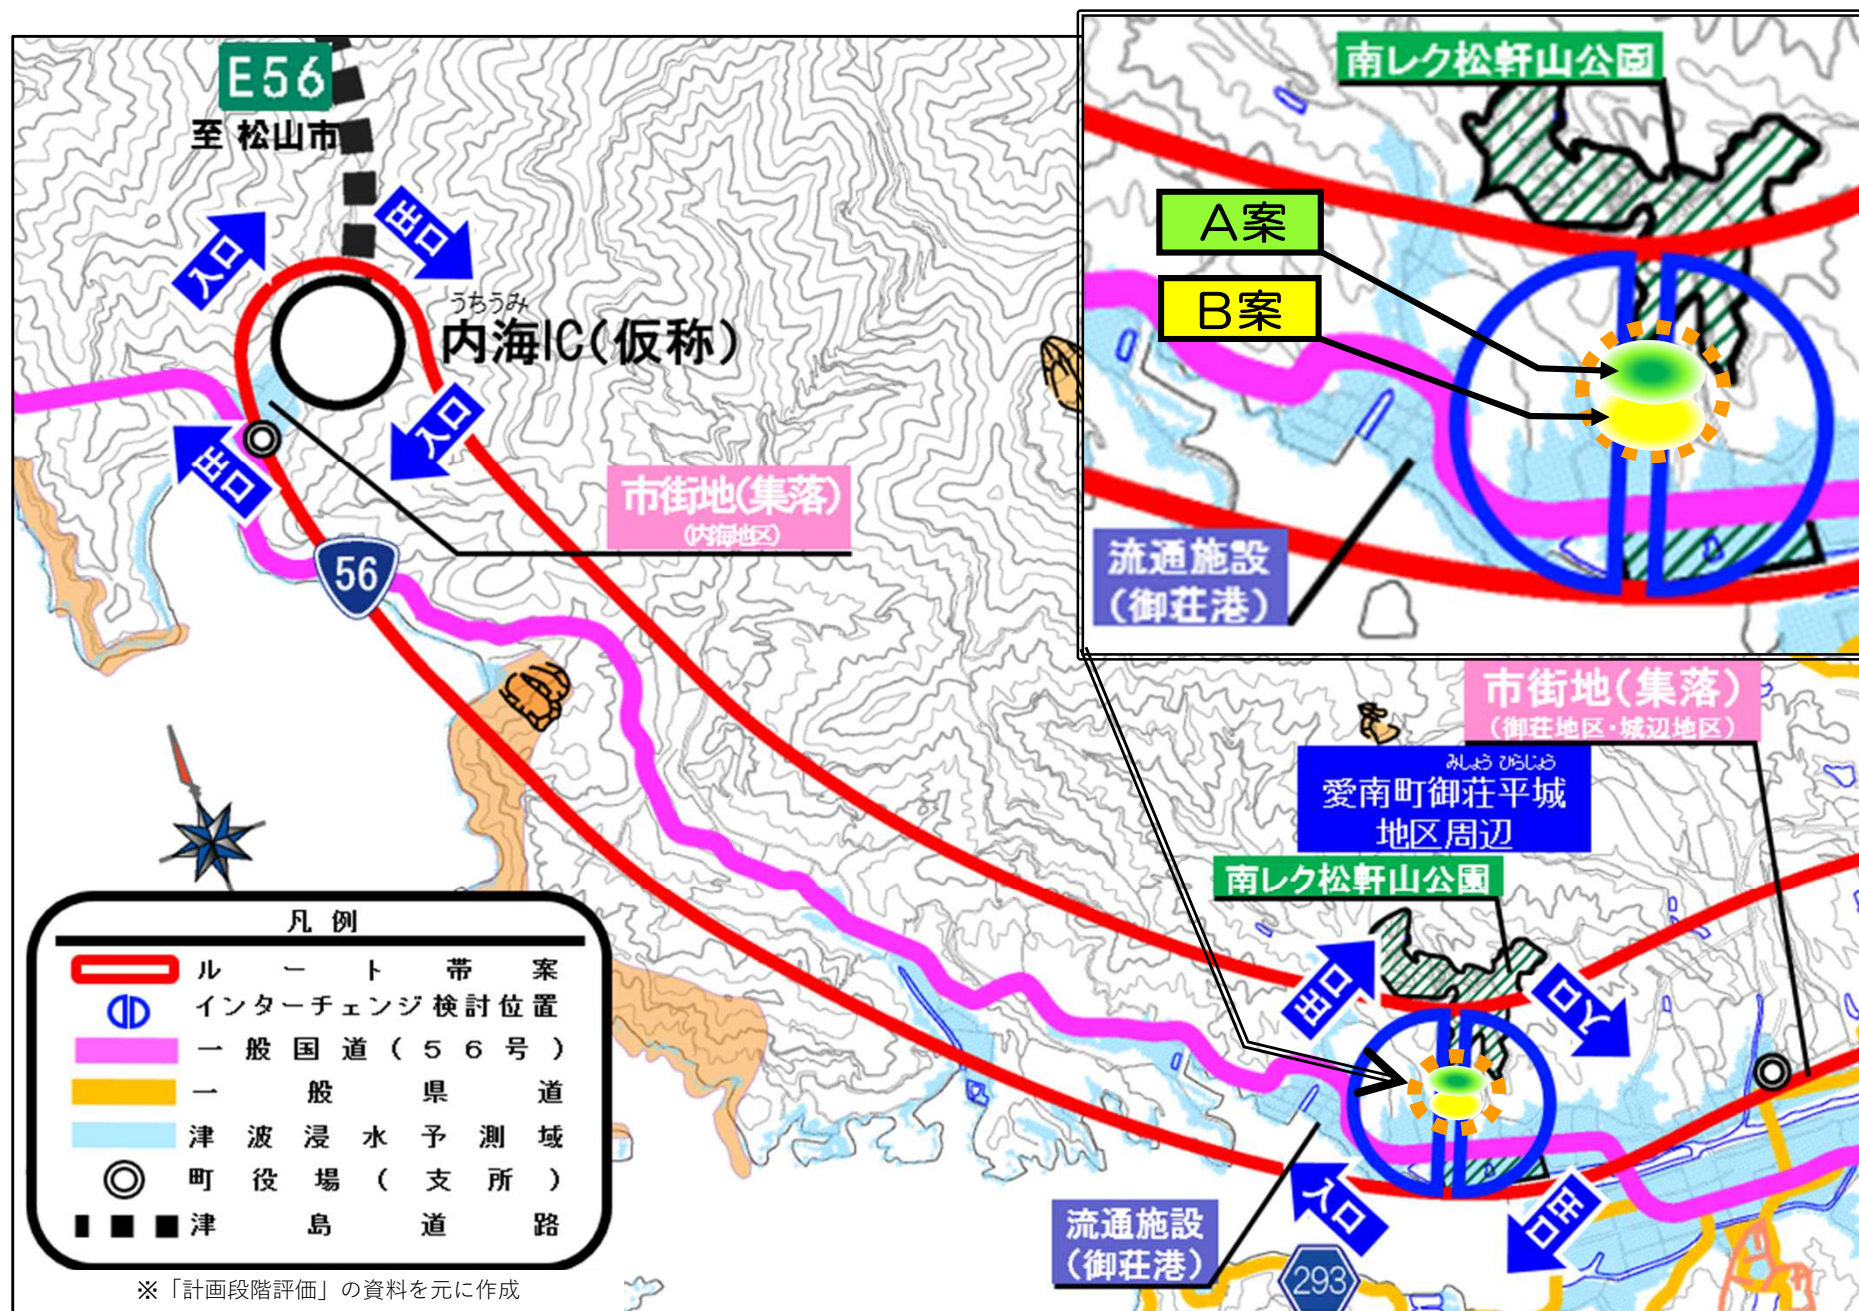 E56
至 松山市
入口
出口
うちうみ
内海IC(仮称)
入口
出口
56
市街地(集落)
(内海地区)
南レク松軒山公園
A案
B案
流通施設
(御荘港)
市街地(集落)
(御荘地区・城辺地区)
みしょう ひらじょう
愛南町御荘平城
地区周辺
南レク松軒山公園
出口
入口
入口
出口
流通施設
(御荘港)
293
凡例
ルート帯案
インターチェンジ検討位置
一般国道(56号)
一般県道
津波浸水予測域
町役場(支所)
津島道路
※「計画段階評価」の資料を元に作成